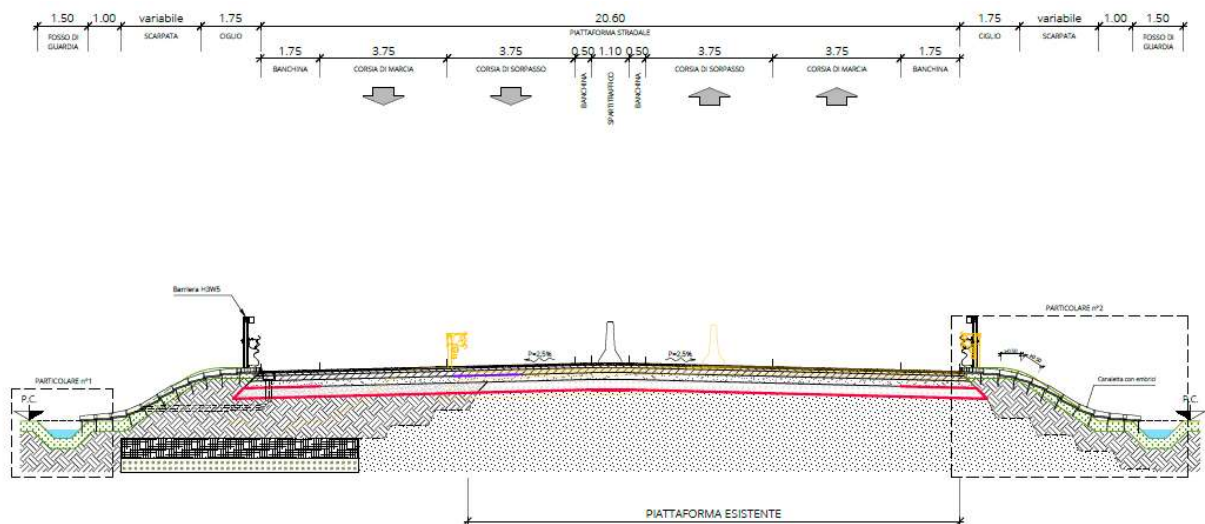 1.50 1.00 variabile 1.75 20.60 1.75 variabile 1.00 1.50
FOSSO DI GUARDIA SCARPATA CIGLIO PIATTAFORMA STRADALE CIGLIO SCARPATA FOSSO DI GUARDIA
1.75 3.75 3.75 0.50 1.10 0.50 3.75 3.75 1.75
BANCHINA CORSIA DI MARCIA CORSIA DI SORPASSO BANCHINA SPARTITRAFFICO BANCHINA CORSIA DI SORPASSO CORSIA DI MARCIA BANCHINA
Barriera H3W5
PARTICOLARE n°2
P=2.5% P=2.5%
PARTICOLARE n°1
Canaletta con embrici
P.C. P.C.
PIATTAFORMA ESISTENTE